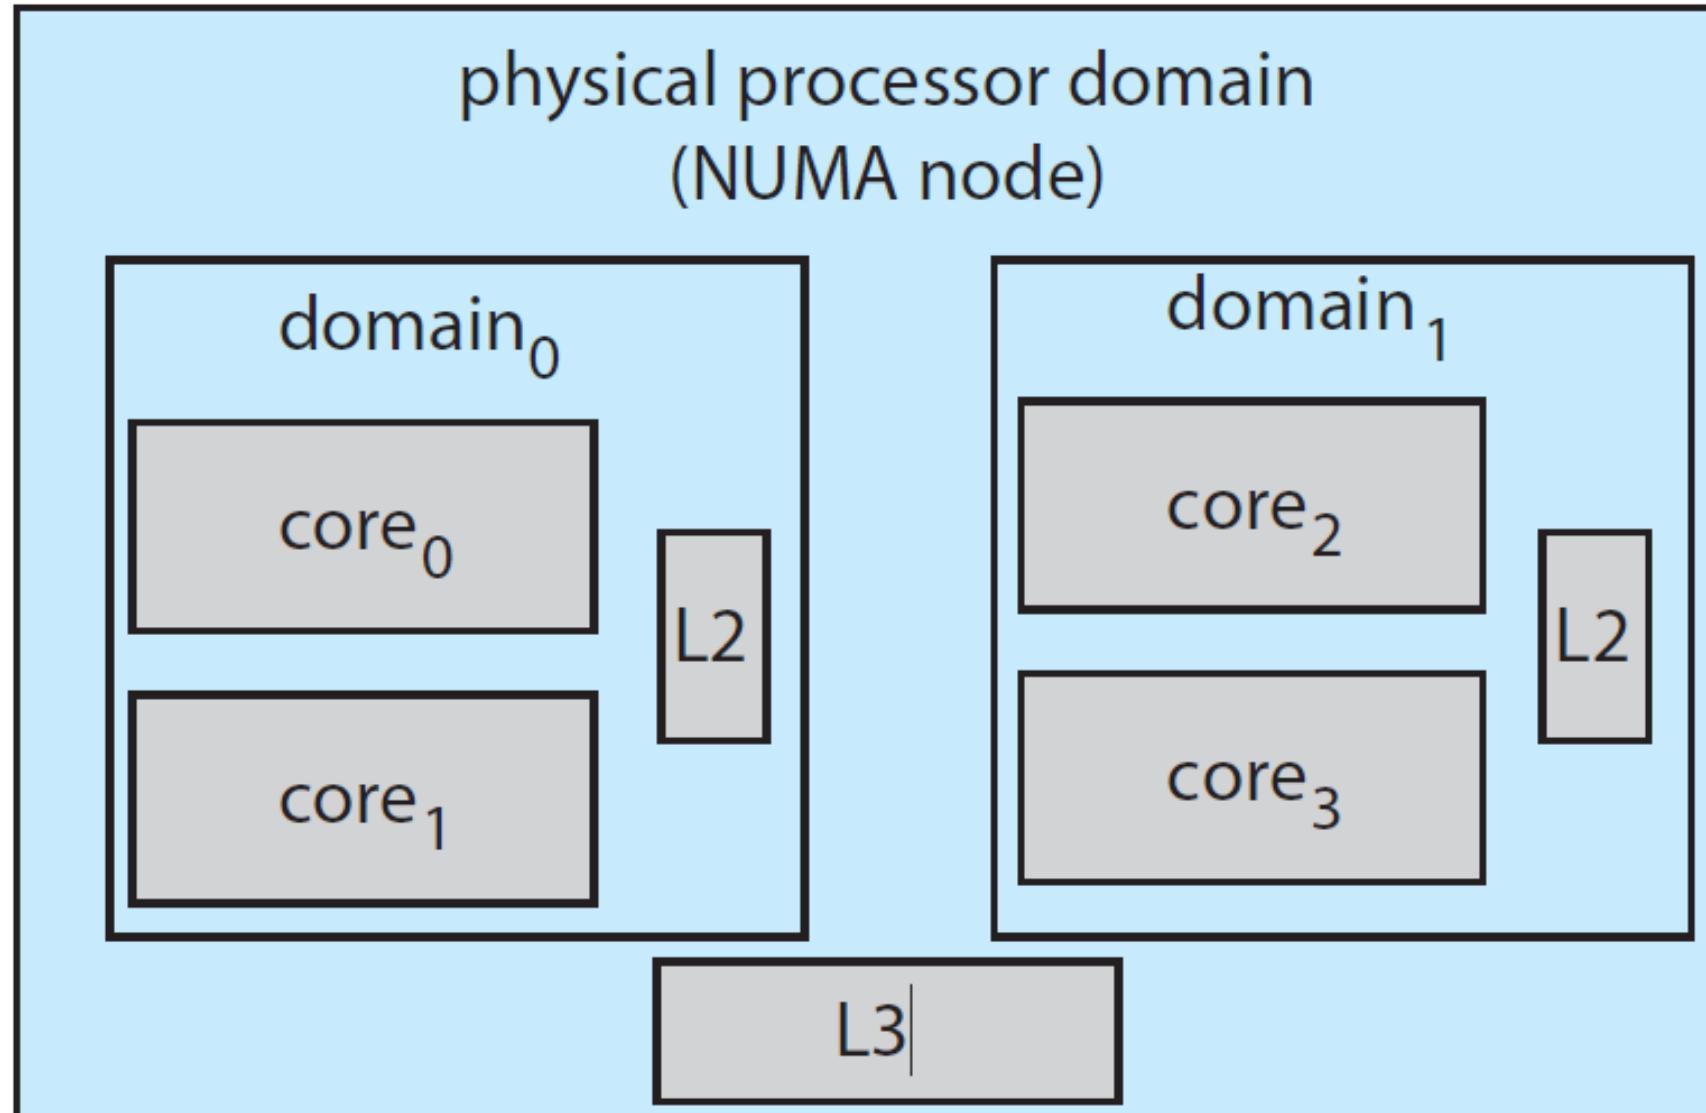 physical processor domain
(NUMA node)
domain₀
core₀
core₁
L2
domain₁
core₂
core₃
L2
L3